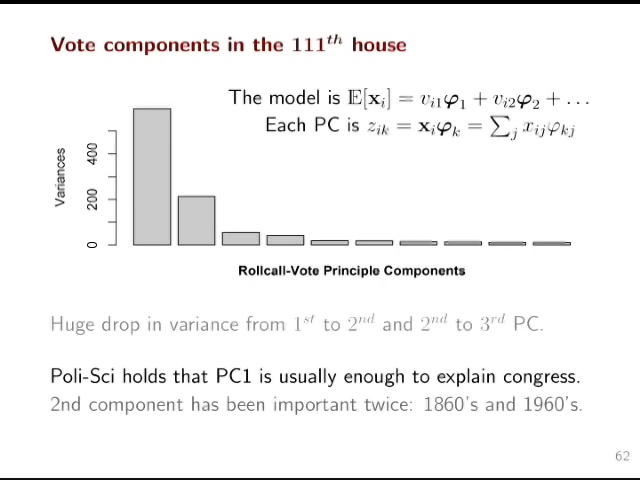 Vote components in the 111th house
The model is 𝔼[xᵢ] = vᵢ₁φ₁ + vᵢ₂φ₂ + ...
Each PC is zᵢₖ = xᵢφₖ = ∑ⱼ xᵢⱼφₖⱼ
Variances
400
200
0
Rollcall-Vote Principle Components
Huge drop in variance from 1st to 2nd and 2nd to 3rd PC.
Poli-Sci holds that PC1 is usually enough to explain congress.
2nd component has been important twice: 1860's and 1960's.
62